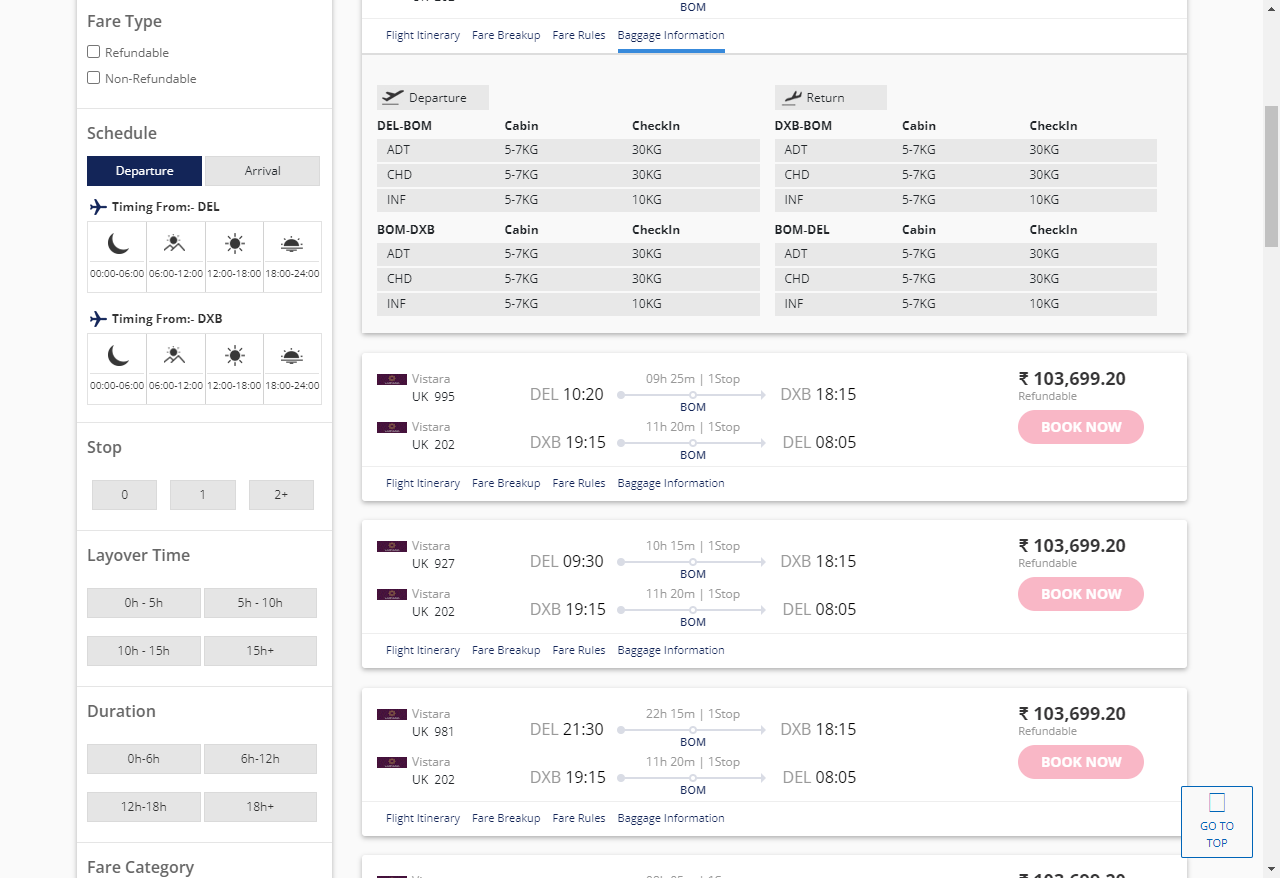 Fare Type
Refundable
Non-Refundable
Schedule
Departure Arrival
Timing From:- DEL
00:00-06:00 06:00-12:00 12:00-18:00 18:00-24:00
Timing From:- DXB
00:00-06:00 06:00-12:00 12:00-18:00 18:00-24:00
Stop
0 1 2+
Layover Time
0h - 5h 5h - 10h
10h - 15h 15h+
Duration
0h-6h 6h-12h
12h-18h 18h+
Fare Category
BOM
Flight Itinerary Fare Breakup Fare Rules Baggage Information
Departure
DEL-BOM Cabin CheckIn
ADT 5-7KG 30KG
CHD 5-7KG 30KG
INF 5-7KG 10KG
BOM-DXB Cabin CheckIn
ADT 5-7KG 30KG
CHD 5-7KG 30KG
INF 5-7KG 10KG
Return
DXB-BOM Cabin CheckIn
ADT 5-7KG 30KG
CHD 5-7KG 30KG
INF 5-7KG 10KG
BOM-DEL Cabin CheckIn
ADT 5-7KG 30KG
CHD 5-7KG 30KG
INF 5-7KG 10KG
Vistara
UK 995
DEL 10:20
09h 25m | 1Stop
BOM
DXB 18:15
Vistara
UK 202
DXB 19:15
11h 20m | 1Stop
BOM
DEL 08:05
₹ 103,699.20
Refundable
BOOK NOW
Flight Itinerary Fare Breakup Fare Rules Baggage Information
Vistara
UK 927
DEL 09:30
10h 15m | 1Stop
BOM
DXB 18:15
Vistara
UK 202
DXB 19:15
11h 20m | 1Stop
BOM
DEL 08:05
₹ 103,699.20
Refundable
BOOK NOW
Flight Itinerary Fare Breakup Fare Rules Baggage Information
Vistara
UK 981
DEL 21:30
22h 15m | 1Stop
BOM
DXB 18:15
Vistara
UK 202
DXB 19:15
11h 20m | 1Stop
BOM
DEL 08:05
₹ 103,699.20
Refundable
BOOK NOW
Flight Itinerary Fare Breakup Fare Rules Baggage Information
GO TO
TOP